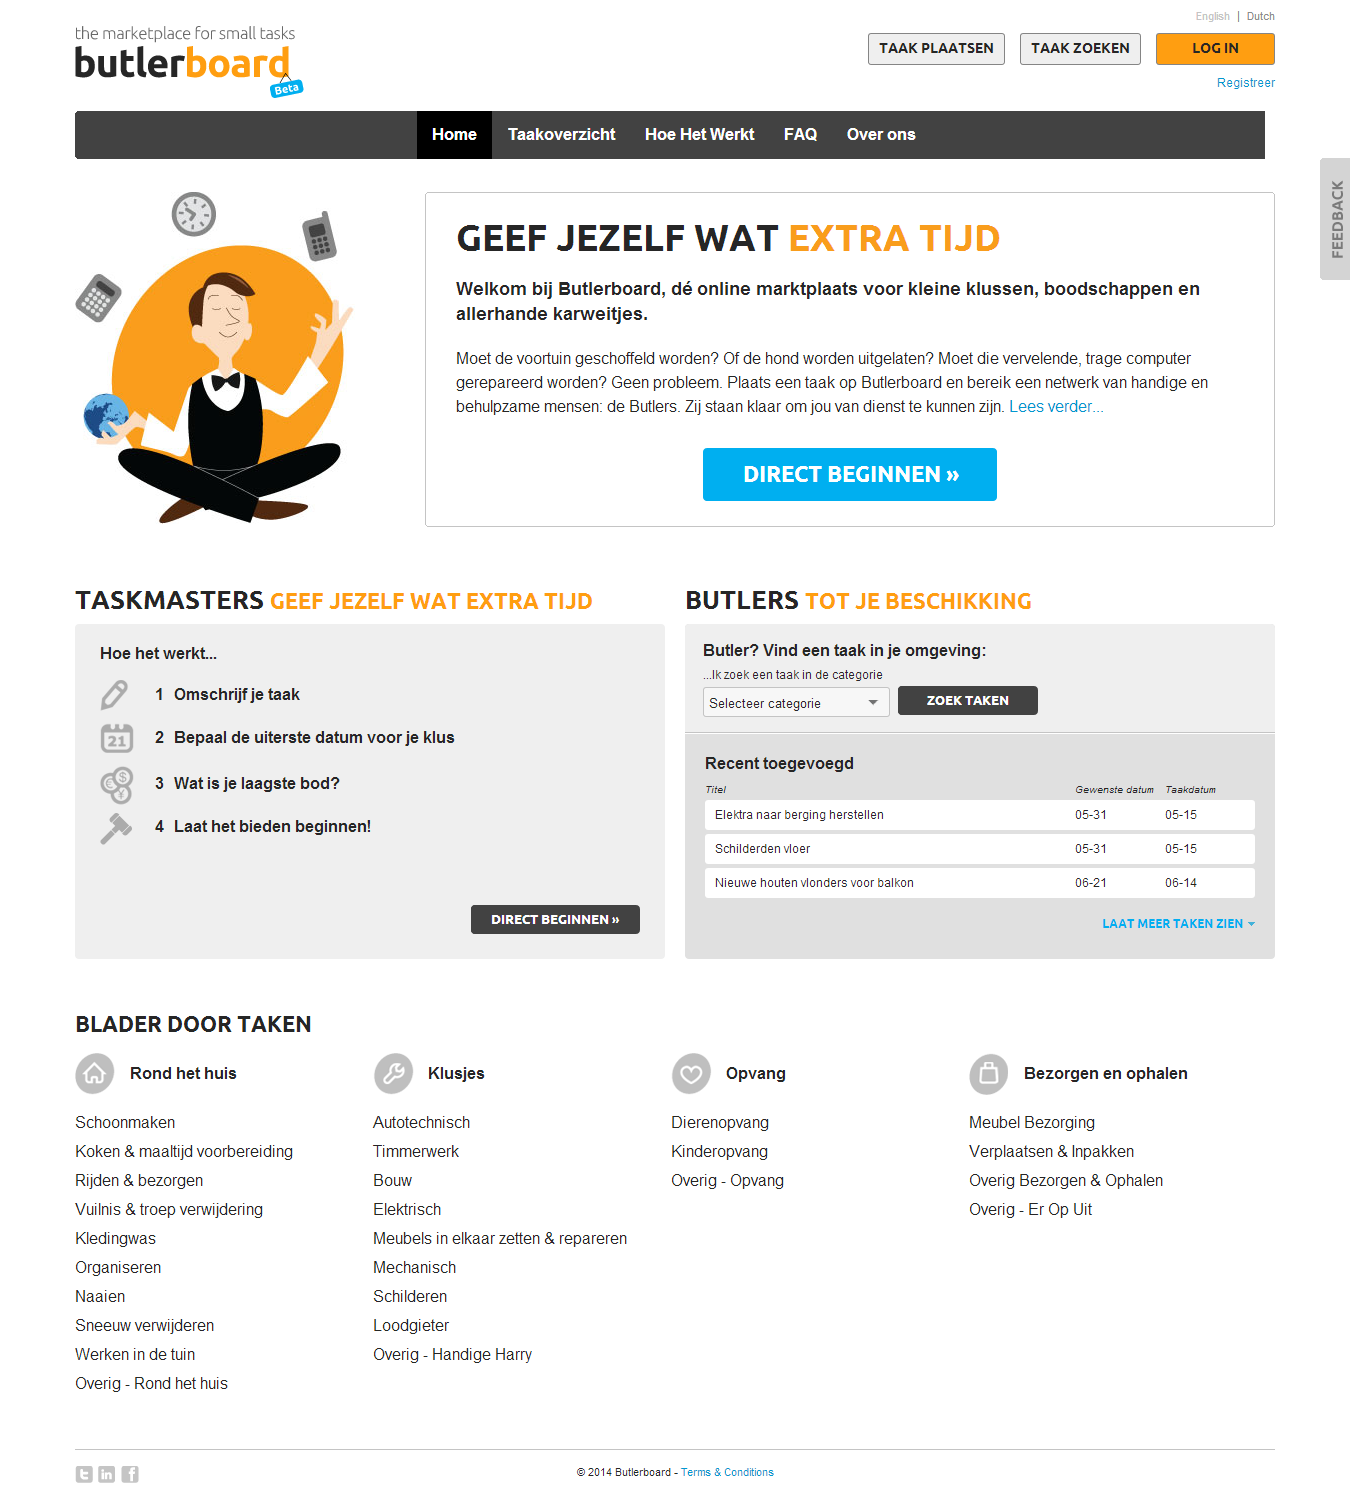 English | Dutch
the marketplace for small tasks
butlerboard
Beta
TAAK PLAATSEN
TAAK ZOEKEN
LOG IN
Registreer
Home
Taakoverzicht
Hoe Het Werkt
FAQ
Over ons
FEEDBACK
GEEF JEZELF WAT EXTRA TIJD
Welkom bij Butlerboard, dé online marktplaats voor kleine klussen, boodschappen en
allerhande karweitjes.
Moet de voortuin geschoffeld worden? Of de hond worden uitgelaten? Moet die vervelende, trage computer
gerepareerd worden? Geen probleem. Plaats een taak op Butlerboard en bereik een netwerk van handige en
behulpzame mensen: de Butlers. Zij staan klaar om jou van dienst te kunnen zijn. Lees verder...
DIRECT BEGINNEN »
TASKMASTERS GEEF JEZELF WAT EXTRA TIJD
Hoe het werkt...
1 Omschrijf je taak
21
2 Bepaal de uiterste datum voor je klus
3 Wat is je laagste bod?
4 Laat het bieden beginnen!
DIRECT BEGINNEN »
BUTLERS TOT JE BESCHIKKING
Butler? Vind een taak in je omgeving:
...Ik zoek een taak in de categorie
Selecteer categorie
ZOEK TAKEN
Recent toegevoegd
Titel Gewenste datum Taakdatum
Elektra naar berging herstellen 05-31 05-15
Schilderden vloer 05-31 05-15
Nieuwe houten vlonders voor balkon 06-21 06-14
LAAT MEER TAKEN ZIEN
BLADER DOOR TAKEN
Rond het huis
Schoonmaken
Koken & maaltijd voorbereiding
Rijden & bezorgen
Vuilnis & troep verwijdering
Kledingwas
Organiseren
Naaien
Sneeuw verwijderen
Werken in de tuin
Overig - Rond het huis
Klusjes
Autotechnisch
Timmerwerk
Bouw
Elektrisch
Meubels in elkaar zetten & repareren
Mechanisch
Schilderen
Loodgieter
Overig - Handige Harry
Opvang
Dierenopvang
Kinderopvang
Overig - Opvang
Bezorgen en ophalen
Meubel Bezorging
Verplaatsen & Inpakken
Overig Bezorgen & Ophalen
Overig - Er Op Uit
© 2014 Butlerboard - Terms & Conditions